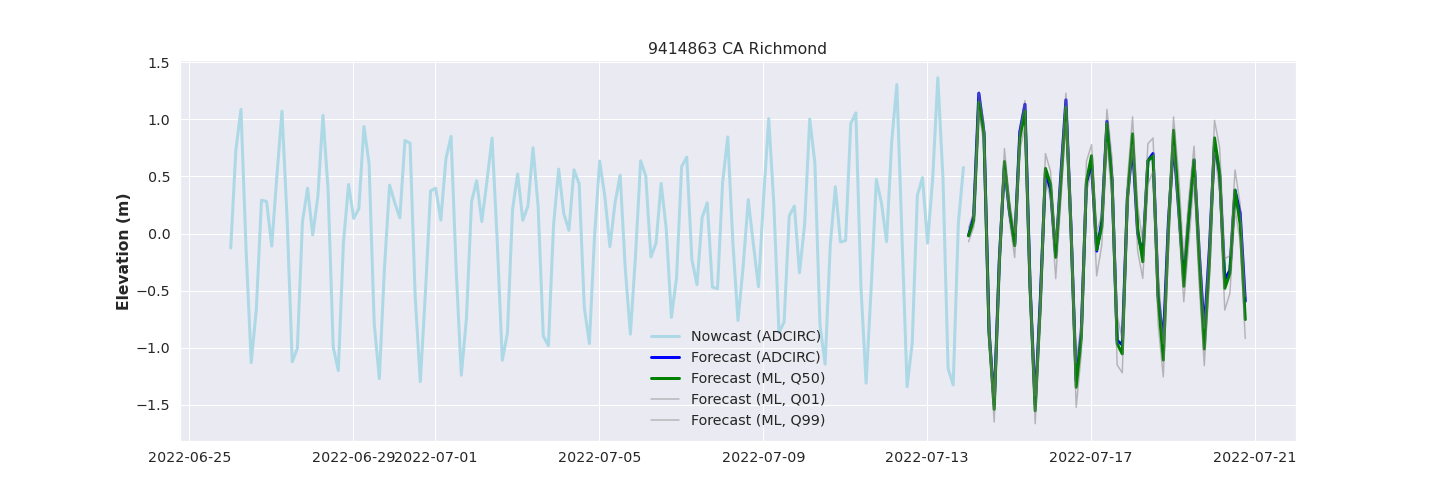 9414863 CA Richmond
Elevation (m)
1.5
1.0
0.5
0.0
−0.5
−1.0
−1.5
Nowcast (ADCIRC)
Forecast (ADCIRC)
Forecast (ML, Q50)
Forecast (ML, Q01)
Forecast (ML, Q99)
2022-06-25 2022-06-29 2022-07-01 2022-07-05 2022-07-09 2022-07-13 2022-07-17 2022-07-21